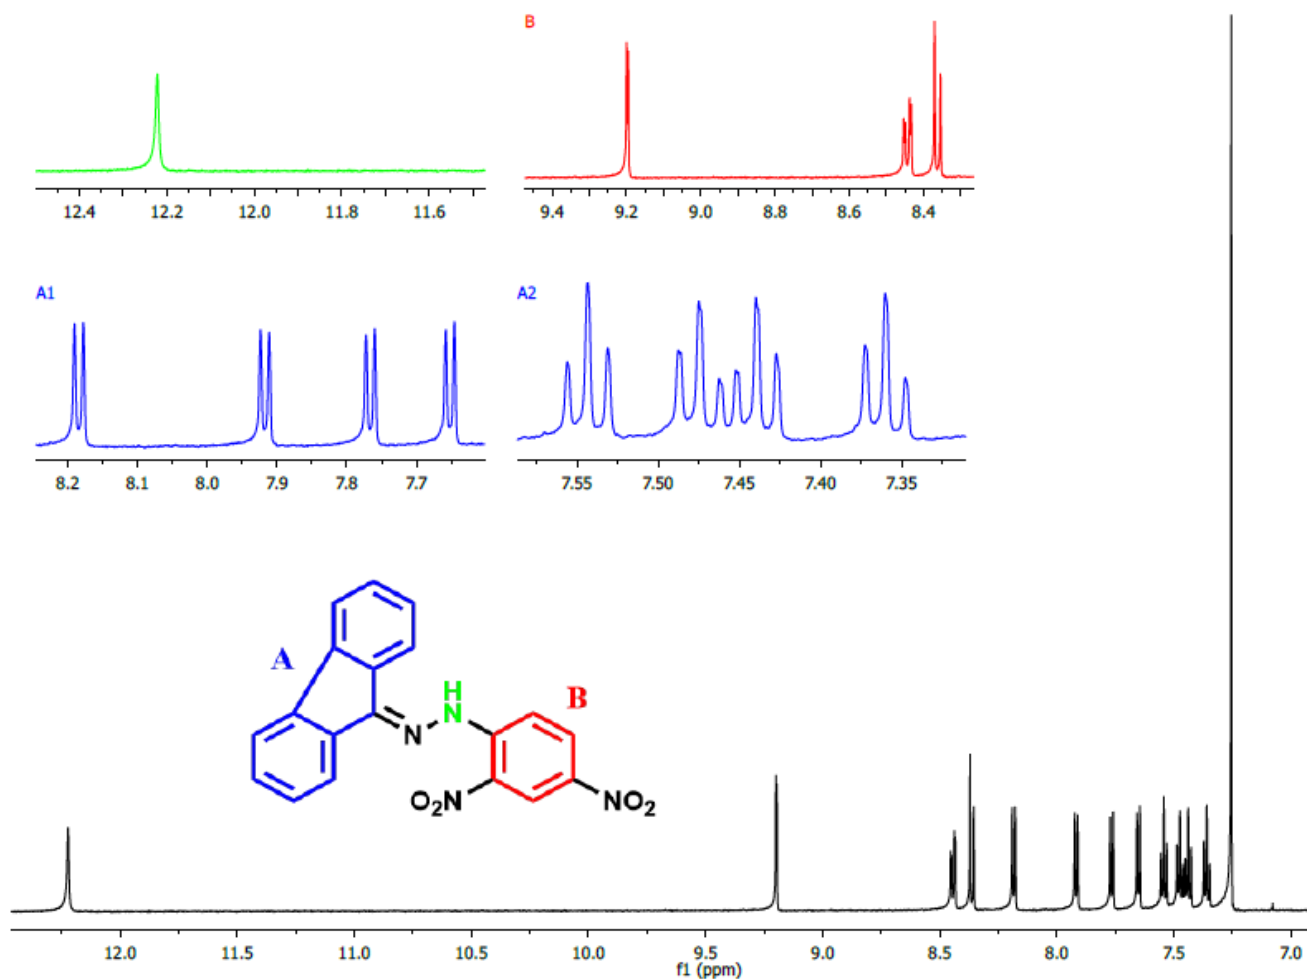 B
12.4 12.2 12.0 11.8 11.6
9.4 9.2 9.0 8.8 8.6 8.4
A1
A2
8.2 8.1 8.0 7.9 7.8 7.7
7.55 7.50 7.45 7.40 7.35
A
H
N
B
N
O₂N
NO₂
12.0 11.5 11.0 10.5 10.0 9.5 9.0 8.5 8.0 7.5 7.0
f1 (ppm)